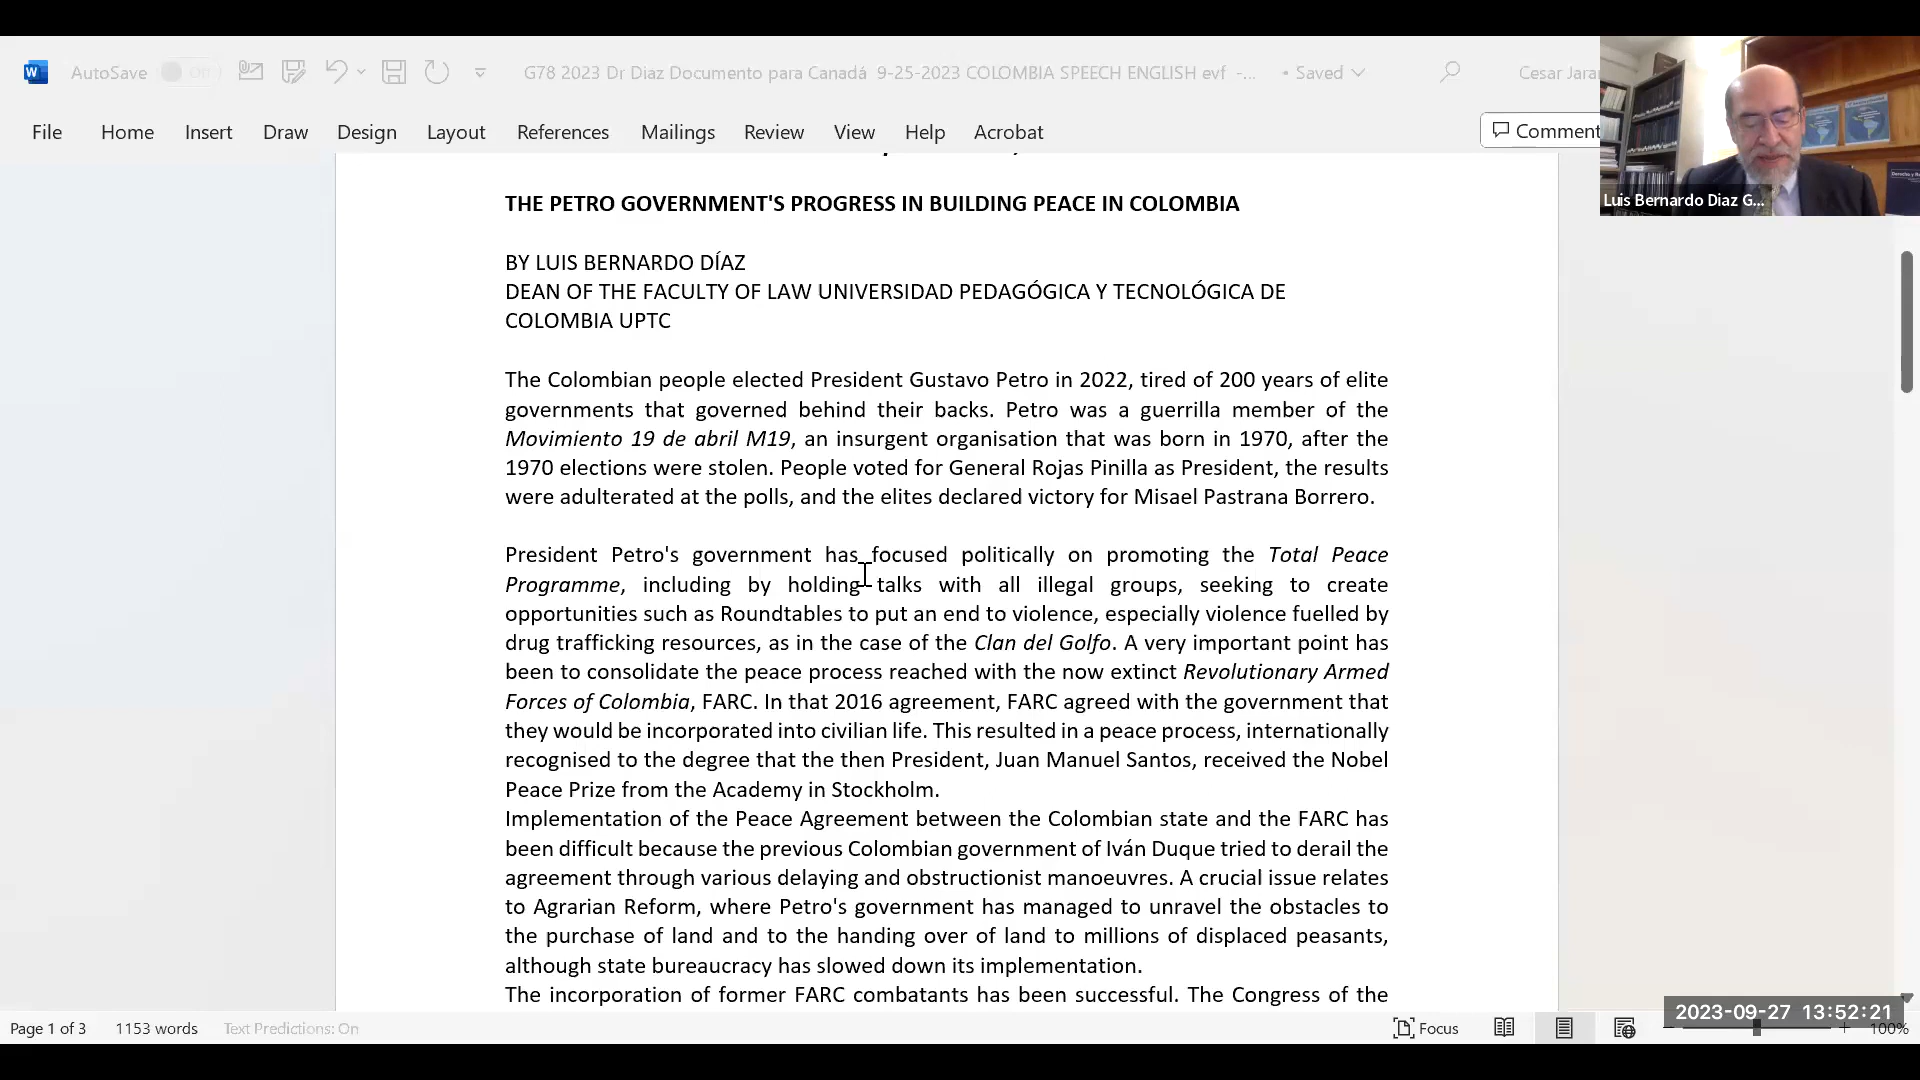 AutoSave Off
G78 2023 Dr Diaz Documento para Canadá 9-25-2023 COLOMBIA SPEECH ENGLISH evf -... • Saved
Cesar Jarar
File Home Insert Draw Design Layout References Mailings Review View Help Acrobat
Comment
Luis Bernardo Diaz G...
THE PETRO GOVERNMENT'S PROGRESS IN BUILDING PEACE IN COLOMBIA
BY LUIS BERNARDO DÍAZ
DEAN OF THE FACULTY OF LAW UNIVERSIDAD PEDAGÓGICA Y TECNOLÓGICA DE
COLOMBIA UPTC
The Colombian people elected President Gustavo Petro in 2022, tired of 200 years of elite
governments that governed behind their backs. Petro was a guerrilla member of the
Movimiento 19 de abril M19, an insurgent organisation that was born in 1970, after the
1970 elections were stolen. People voted for General Rojas Pinilla as President, the results
were adulterated at the polls, and the elites declared victory for Misael Pastrana Borrero.
President Petro's government has focused politically on promoting the Total Peace
Programme, including by holding talks with all illegal groups, seeking to create
opportunities such as Roundtables to put an end to violence, especially violence fuelled by
drug trafficking resources, as in the case of the Clan del Golfo. A very important point has
been to consolidate the peace process reached with the now extinct Revolutionary Armed
Forces of Colombia, FARC. In that 2016 agreement, FARC agreed with the government that
they would be incorporated into civilian life. This resulted in a peace process, internationally
recognised to the degree that the then President, Juan Manuel Santos, received the Nobel
Peace Prize from the Academy in Stockholm.
Implementation of the Peace Agreement between the Colombian state and the FARC has
been difficult because the previous Colombian government of Iván Duque tried to derail the
agreement through various delaying and obstructionist manoeuvres. A crucial issue relates
to Agrarian Reform, where Petro's government has managed to unravel the obstacles to
the purchase of land and to the handing over of land to millions of displaced peasants,
although state bureaucracy has slowed down its implementation.
The incorporation of former FARC combatants has been successful. The Congress of the
Page 1 of 3 1153 words Text Predictions: On
Focus
100%
2023-09-27 13:52:21